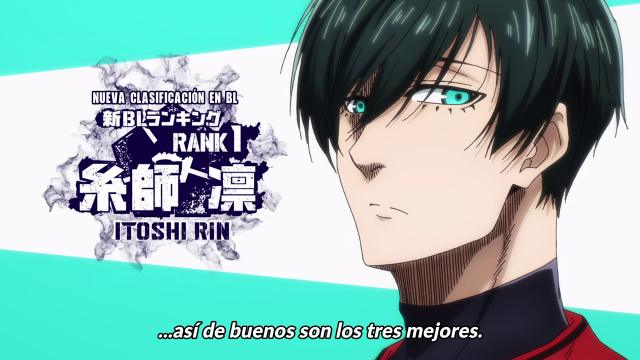 NUEVA CLASIFICACIÓN EN BL
新BLランキング
RANK 1
糸師 凛
ITOSHI RIN
...así de buenos son los tres mejores.